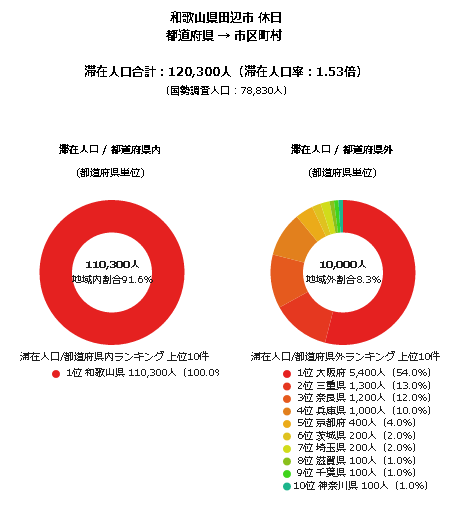 和歌山県田辺市 休日
都道府県 → 市区町村
滞在人口合計：120,300人（滞在人口率：1.53倍）
（国勢調査人口：78,830人）
滞在人口 / 都道府県内
（都道府県単位）
110,300人
地域内割合91.6%
滞在人口/都道府県内ランキング 上位10件
1位 和歌山県 110,300人（100.0%
滞在人口 / 都道府県外
（都道府県単位）
10,000人
地域外割合8.3%
滞在人口/都道府県外ランキング 上位10件
1位 大阪府 5,400人（54.0%）
2位 三重県 1,300人（13.0%）
3位 奈良県 1,200人（12.0%）
4位 兵庫県 1,000人（10.0%）
5位 京都府 400人（4.0%）
6位 茨城県 200人（2.0%）
7位 埼玉県 200人（2.0%）
8位 滋賀県 100人（1.0%）
9位 千葉県 100人（1.0%）
10位 神奈川県 100人（1.0%）